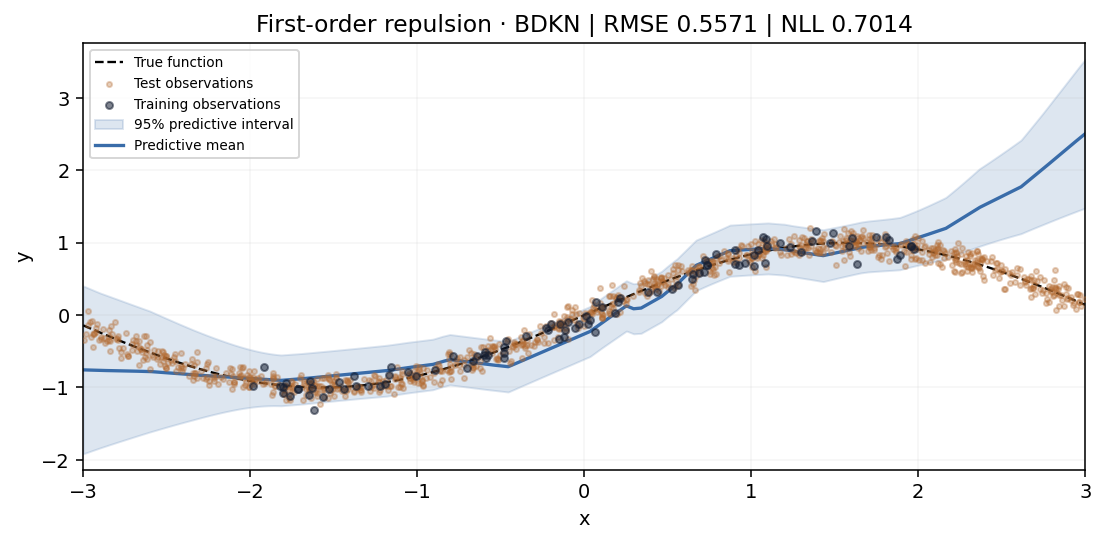 First-order repulsion · BDKN | RMSE 0.5571 | NLL 0.7014
True function
Test observations
Training observations
95% predictive interval
Predictive mean
y
3
2
1
0
−1
−2
−3
−2
−1
0
1
2
3
x